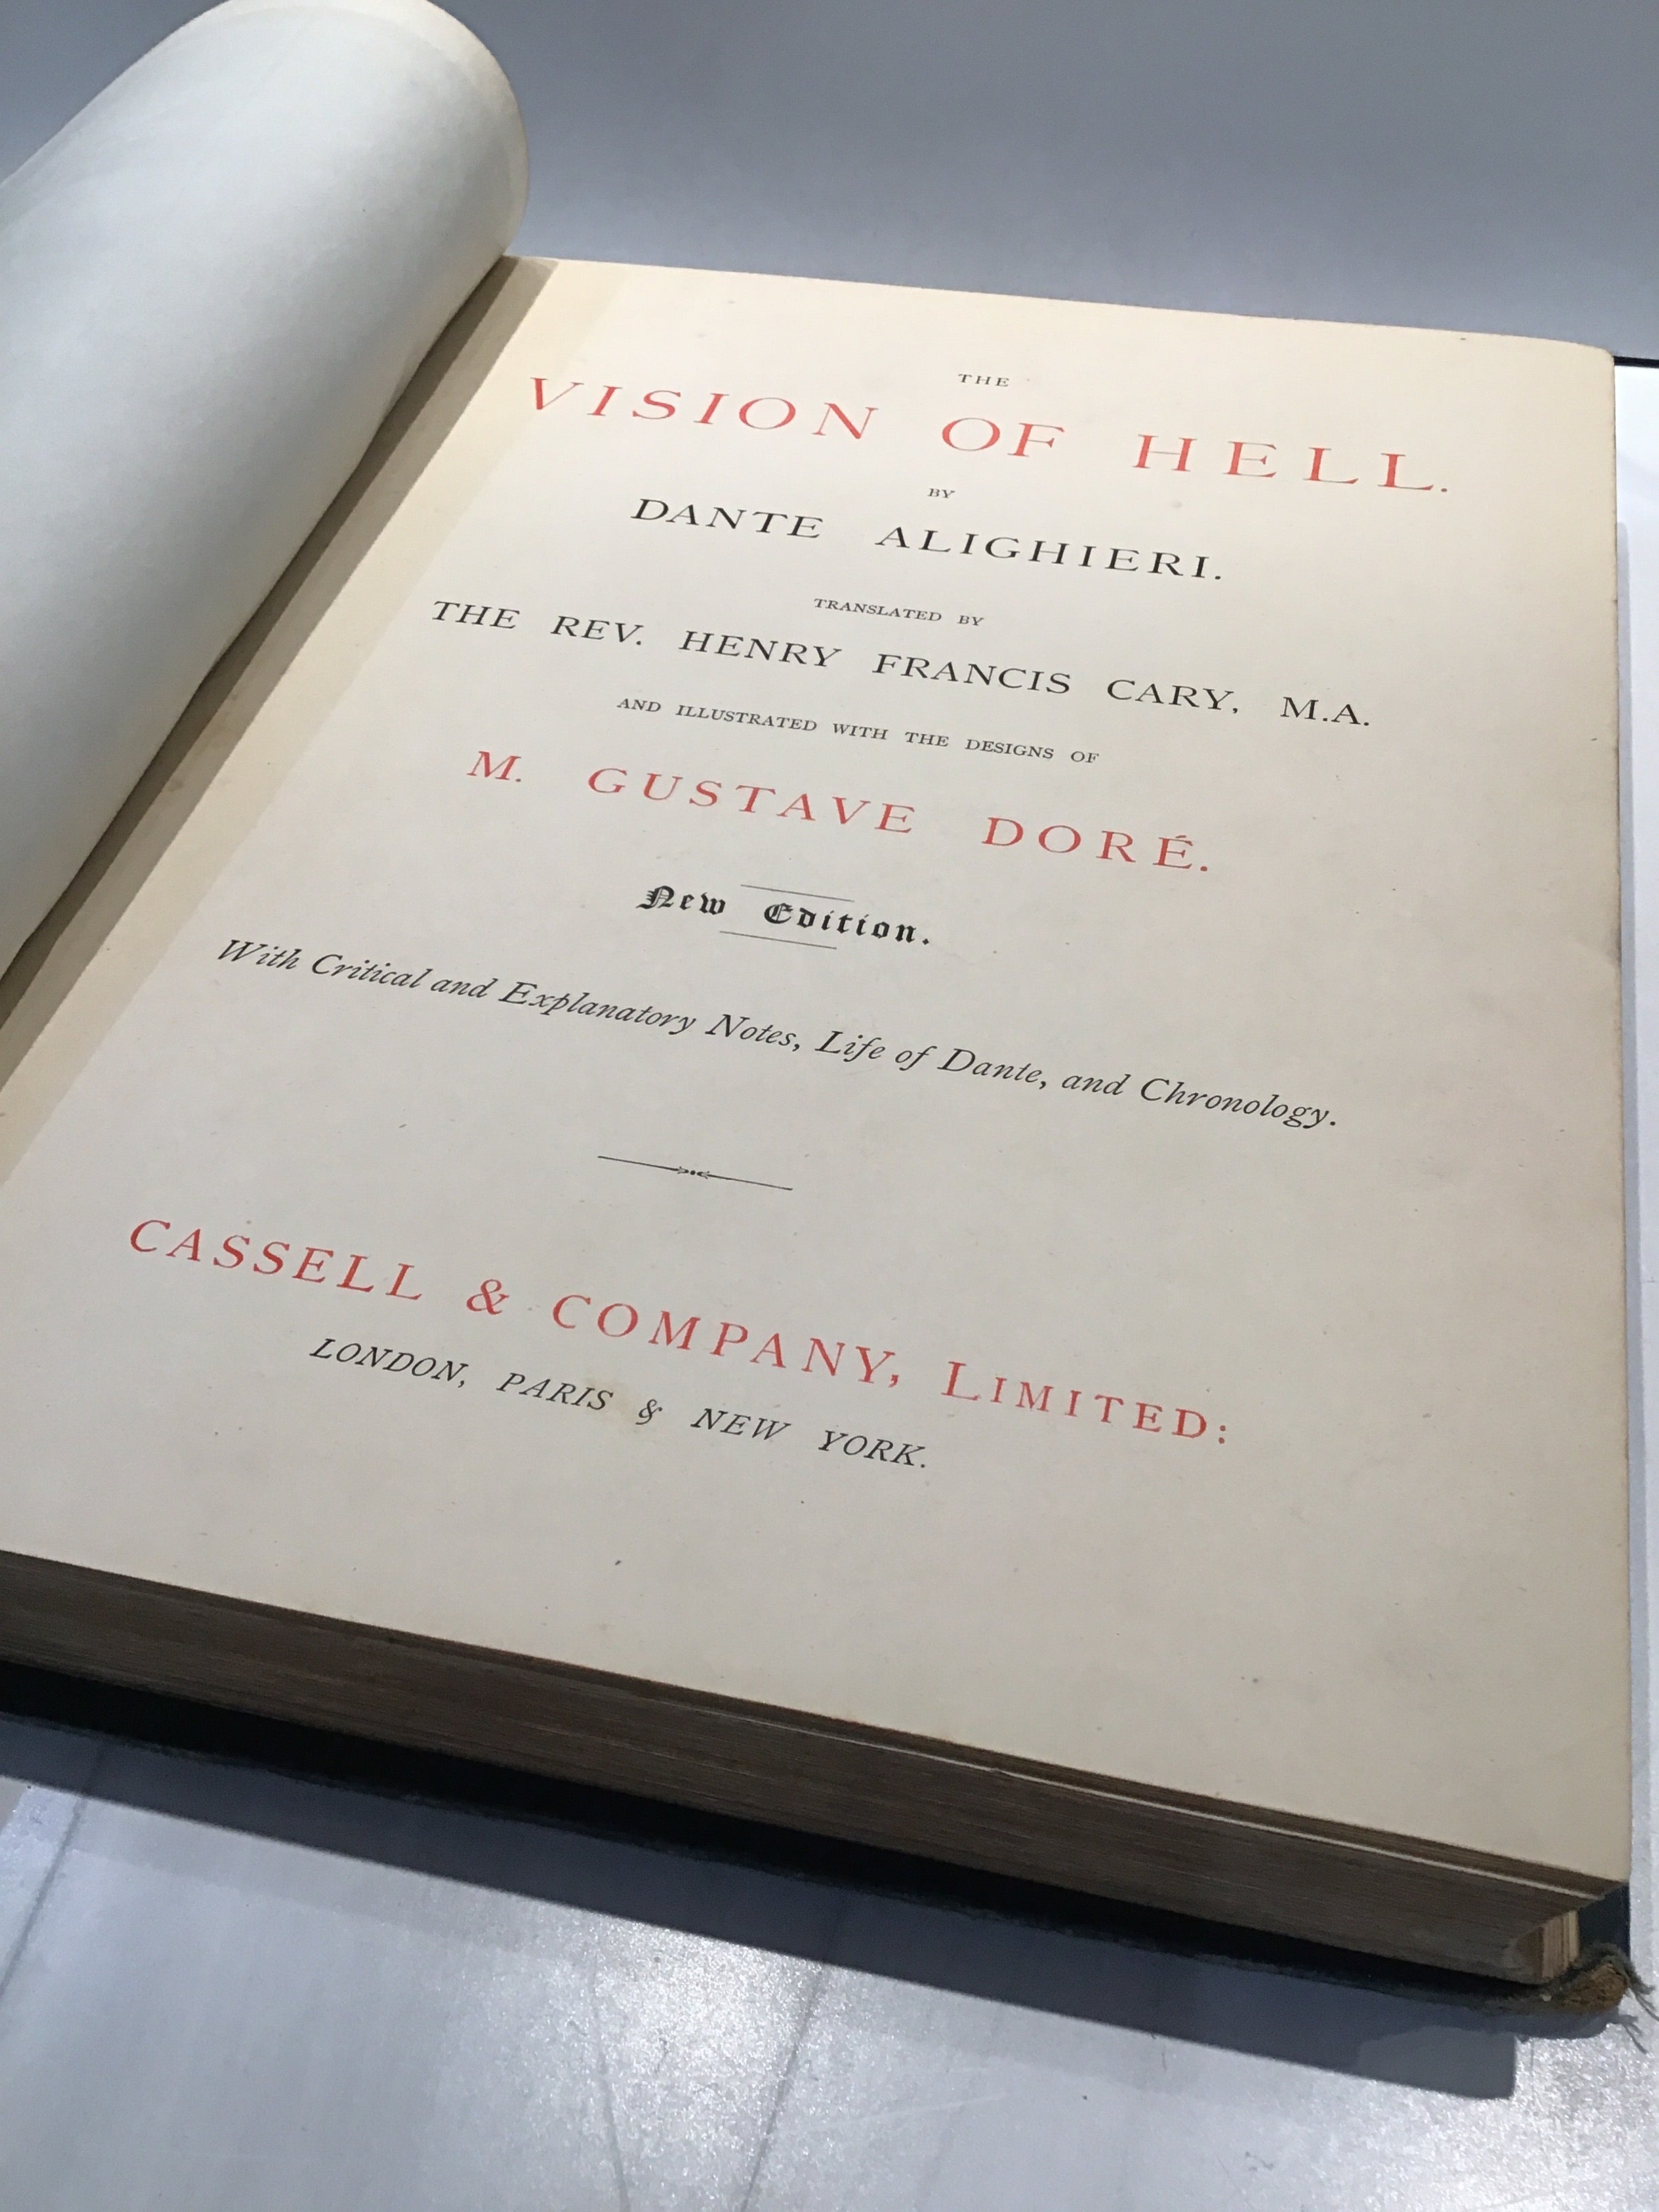 THE
VISION OF HELL.
BY
DANTE ALIGHIERI.
TRANSLATED BY
THE REV. HENRY FRANCIS CARY, M.A.
AND ILLUSTRATED WITH THE DESIGNS OF
M. GUSTAVE DORÉ.
New Edition.
With Critical and Explanatory Notes, Life of Dante, and Chronology.
CASSELL & COMPANY, LIMITED:
LONDON, PARIS & NEW YORK.